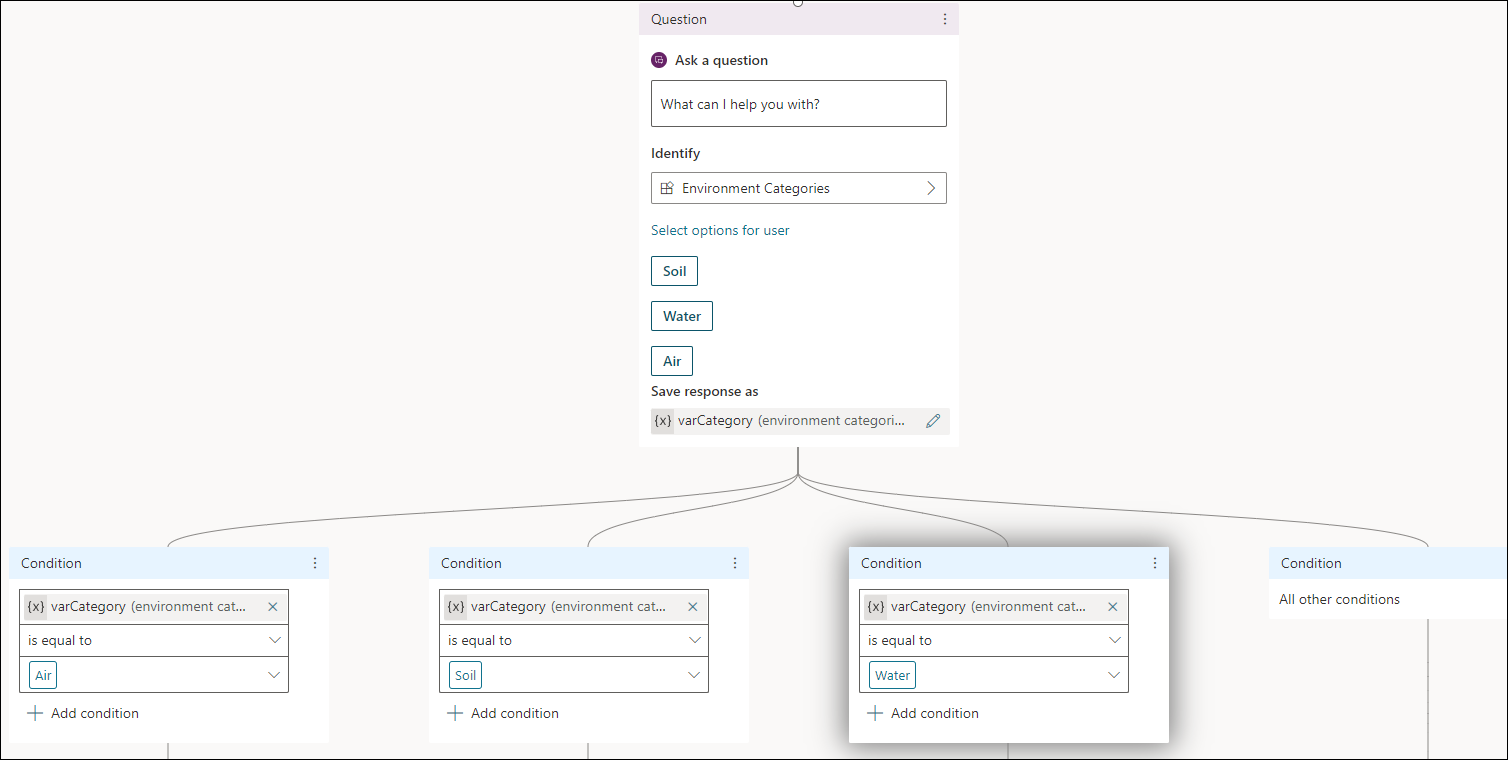 Question
Ask a question
What can I help you with?
Identify
Environment Categories
Select options for user
Soil
Water
Air
Save response as
{x} varCategory (environment categori...
Condition
{x} varCategory (environment cat...
is equal to
Air
Add condition
Condition
{x} varCategory (environment cat...
is equal to
Soil
Add condition
Condition
{x} varCategory (environment cat...
is equal to
Water
Add condition
Condition
All other conditions